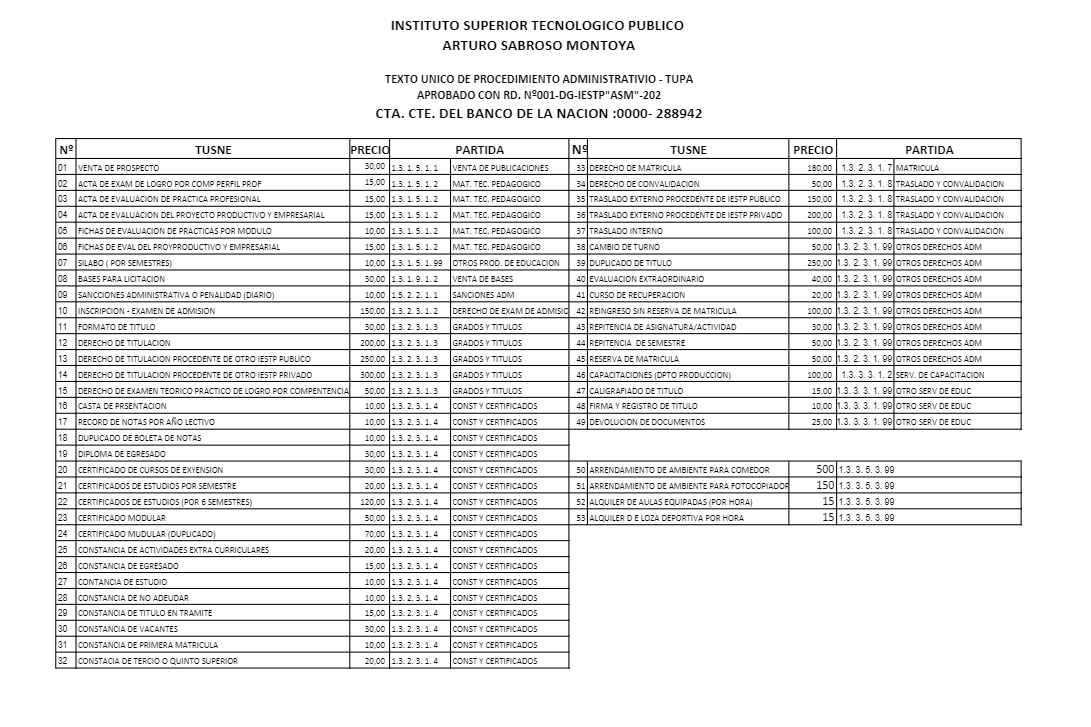 INSTITUTO SUPERIOR TECNOLOGICO PUBLICO
ARTURO SABROSO MONTOYA
TEXTO UNICO DE PROCEDIMIENTO ADMINISTRATIVIO - TUPA
APROBADO CON RD. Nº001-DG-IESTP"ASM"-202
CTA. CTE. DEL BANCO DE LA NACION :0000- 288942
Nº TUSNE PRECIO PARTIDA Nº TUSNE PRECIO PARTIDA
01 VENTA DE PROSPECTO 30,00 1.3. 1. 5. 1. 1 VENTA DE PUBLICACIONES 33 DERECHO DE MATRICULA 180,00 1.3. 2. 3. 1. 7 MATRICULA
02 ACTA DE EXAM DE LOGRO POR COMP PERFIL PROF 15,00 1.3. 1. 5. 1. 2 MAT. TEC. PEDAGOGICO 34 DERECHO DE CONVALIDACION 50,00 1.3. 2. 3. 1. 8 TRASLADO Y CONVALIDACION
03 ACTA DE EVALUACION DE PRACTICA PROFESIONAL 15,00 1.3. 1. 5. 1. 2 MAT. TEC. PEDAGOGICO 35 TRASLADO EXTERNO PROCEDENTE DE IESTP PUBLICO 150,00 1.3. 2. 3. 1. 8 TRASLADO Y CONVALIDACION
04 ACTA DE EVALUACION DEL PROYECTO PRODUCTIVO Y EMPRESARIAL 15,00 1.3. 1. 5. 1. 2 MAT. TEC. PEDAGOGICO 36 TRASLADO EXTERNO PROCEDENTE DE IESTP PRIVADO 200,00 1.3. 2. 3. 1. 8 TRASLADO Y CONVALIDACION
05 FICHAS DE EVALUACION DE PRACTICAS POR MODULO 10,00 1.3. 1. 5. 1. 2 MAT. TEC. PEDAGOGICO 37 TRASLADO INTERNO 100,00 1.3. 2. 3. 1. 8 TRASLADO Y CONVALIDACION
06 FICHAS DE EVAL DEL PROYPRODUCTIVO Y EMPRESARIAL 15,00 1.3. 1. 5. 1. 2 MAT. TEC. PEDAGOGICO 38 CAMBIO DE TURNO 50,00 1.3. 2. 3. 1. 99 OTROS DERECHOS ADM
07 SILABO ( POR SEMESTRES) 10,00 1.3. 1. 5. 1. 99 OTROS PROD. DE EDUCACION 39 DUPLICADO DE TITULO 250,00 1.3. 2. 3. 1. 99 OTROS DERECHOS ADM
08 BASES PARA LICITACION 30,00 1.3. 1. 9. 1. 2 VENTA DE BASES 40 EVALUACION EXTRAORDINARIO 40,00 1.3. 2. 3. 1. 99 OTROS DERECHOS ADM
09 SANCCIONES ADMINISTRATIVA O PENALIDAD (DIARIO) 10,00 1.5. 2. 2. 1. 1 SANCIONES ADM 41 CURSO DE RECUPERACION 20,00 1.3. 2. 3. 1. 99 OTROS DERECHOS ADM
10 INSCRIPCION - EXAMEN DE ADMISION 150,00 1.3. 2. 3. 1. 2 DERECHO DE EXAM DE ADMISIC 42 REINGRESO SIN RESERVA DE MATRICULA 100,00 1.3. 2. 3. 1. 99 OTROS DERECHOS ADM
11 FORMATO DE TITULO 30,00 1.3. 2. 3. 1. 3 GRADOS Y TITULOS 43 REPITENCIA DE ASIGNATURA/ACTIVIDAD 30,00 1.3. 2. 3. 1. 99 OTROS DERECHOS ADM
12 DERECHO DE TITULACION 200,00 1.3. 2. 3. 1. 3 GRADOS Y TITULOS 44 REPITENCIA DE SEMESTRE 50,00 1.3. 2. 3. 1. 99 OTROS DERECHOS ADM
13 DERECHO DE TITULACION PROCEDENTE DE OTRO IESTP PUBLICO 250,00 1.3. 2. 3. 1. 3 GRADOS Y TITULOS 45 RESERVA DE MATRICULA 50,00 1.3. 2. 3. 1. 99 OTROS DERECHOS ADM
14 DERECHO DE TITULACION PROCEDENTE DE OTRO IESTP PRIVADO 300,00 1.3. 2. 3. 1. 3 GRADOS Y TITULOS 46 CAPACITACIONES (DPTO PRODUCCION) 100,00 1.3. 3. 3. 1. 2 SERV. DE CAPACITACION
15 DERECHO DE EXAMEN TEORICO PRACTICO DE LOGRO POR COMPENTENCIA 50,00 1.3. 2. 3. 1. 3 GRADOS Y TITULOS 47 CALIGRAFIADO DE TITULO 15,00 1.3. 3. 3. 1. 99 OTRO SERV DE EDUC
16 CASTA DE PRSENTACION 10,00 1.3. 2. 3. 1. 4 CONST Y CERTIFICADOS 48 FIRMA Y REGISTRO DE TITULO 10,00 1.3. 3. 3. 1. 99 OTRO SERV DE EDUC
17 RECORD DE NOTAS POR AÑO LECTIVO 10,00 1.3. 2. 3. 1. 4 CONST Y CERTIFICADOS 49 DEVOLUCION DE DOCUMENTOS 25,00 1.3. 3. 3. 1. 99 OTRO SERV DE EDUC
18 DUPLICADO DE BOLETA DE NOTAS 10,00 1.3. 2. 3. 1. 4 CONST Y CERTIFICADOS
19 DIPLOMA DE EGRESADO 30,00 1.3. 2. 3. 1. 4 CONST Y CERTIFICADOS
20 CERTIFICADO DE CURSOS DE EXYENSION 30,00 1.3. 2. 3. 1. 4 CONST Y CERTIFICADOS 50 ARRENDAMIENTO DE AMBIENTE PARA COMEDOR 500 1.3. 3. 5. 3. 99
21 CERTIFICADOS DE ESTUDIOS POR SEMESTRE 20,00 1.3. 2. 3. 1. 4 CONST Y CERTIFICADOS 51 ARRENDAMIENTO DE AMBIENTE PARA FOTOCOPIADOR 150 1.3. 3. 5. 3. 99
22 CERTIFICADOS DE ESTUDIOS (POR 6 SEMESTRES) 120,00 1.3. 2. 3. 1. 4 CONST Y CERTIFICADOS 52 ALQUILER DE AULAS EQUIPADAS (POR HORA) 15 1.3. 3. 5. 3. 99
23 CERTIFICADO MODULAR 50,00 1.3. 2. 3. 1. 4 CONST Y CERTIFICADOS 53 ALQUILER D E LOZA DEPORTIVA POR HORA 15 1.3. 3. 5. 3. 99
24 CERTIFICADO MUDULAR (DUPLICADO) 70,00 1.3. 2. 3. 1. 4 CONST Y CERTIFICADOS
25 CONSTANCIA DE ACTIVIDADES EXTRA CURRICULARES 20,00 1.3. 2. 3. 1. 4 CONST Y CERTIFICADOS
26 CONSTANCIA DE EGRESADO 15,00 1.3. 2. 3. 1. 4 CONST Y CERTIFICADOS
27 CONTANCIA DE ESTUDIO 10,00 1.3. 2. 3. 1. 4 CONST Y CERTIFICADOS
28 CONSTANCIA DE NO ADEUDAR 10,00 1.3. 2. 3. 1. 4 CONST Y CERTIFICADOS
29 CONSTANCIA DE TITULO EN TRAMITE 15,00 1.3. 2. 3. 1. 4 CONST Y CERTIFICADOS
30 CONSTANCIA DE VACANTES 30,00 1.3. 2. 3. 1. 4 CONST Y CERTIFICADOS
31 CONSTANCIA DE PRIMERA MATRICULA 10,00 1.3. 2. 3. 1. 4 CONST Y CERTIFICADOS
32 CONSTACIA DE TERCIO O QUINTO SUPERIOR 20,00 1.3. 2. 3. 1. 4 CONST Y CERTIFICADOS